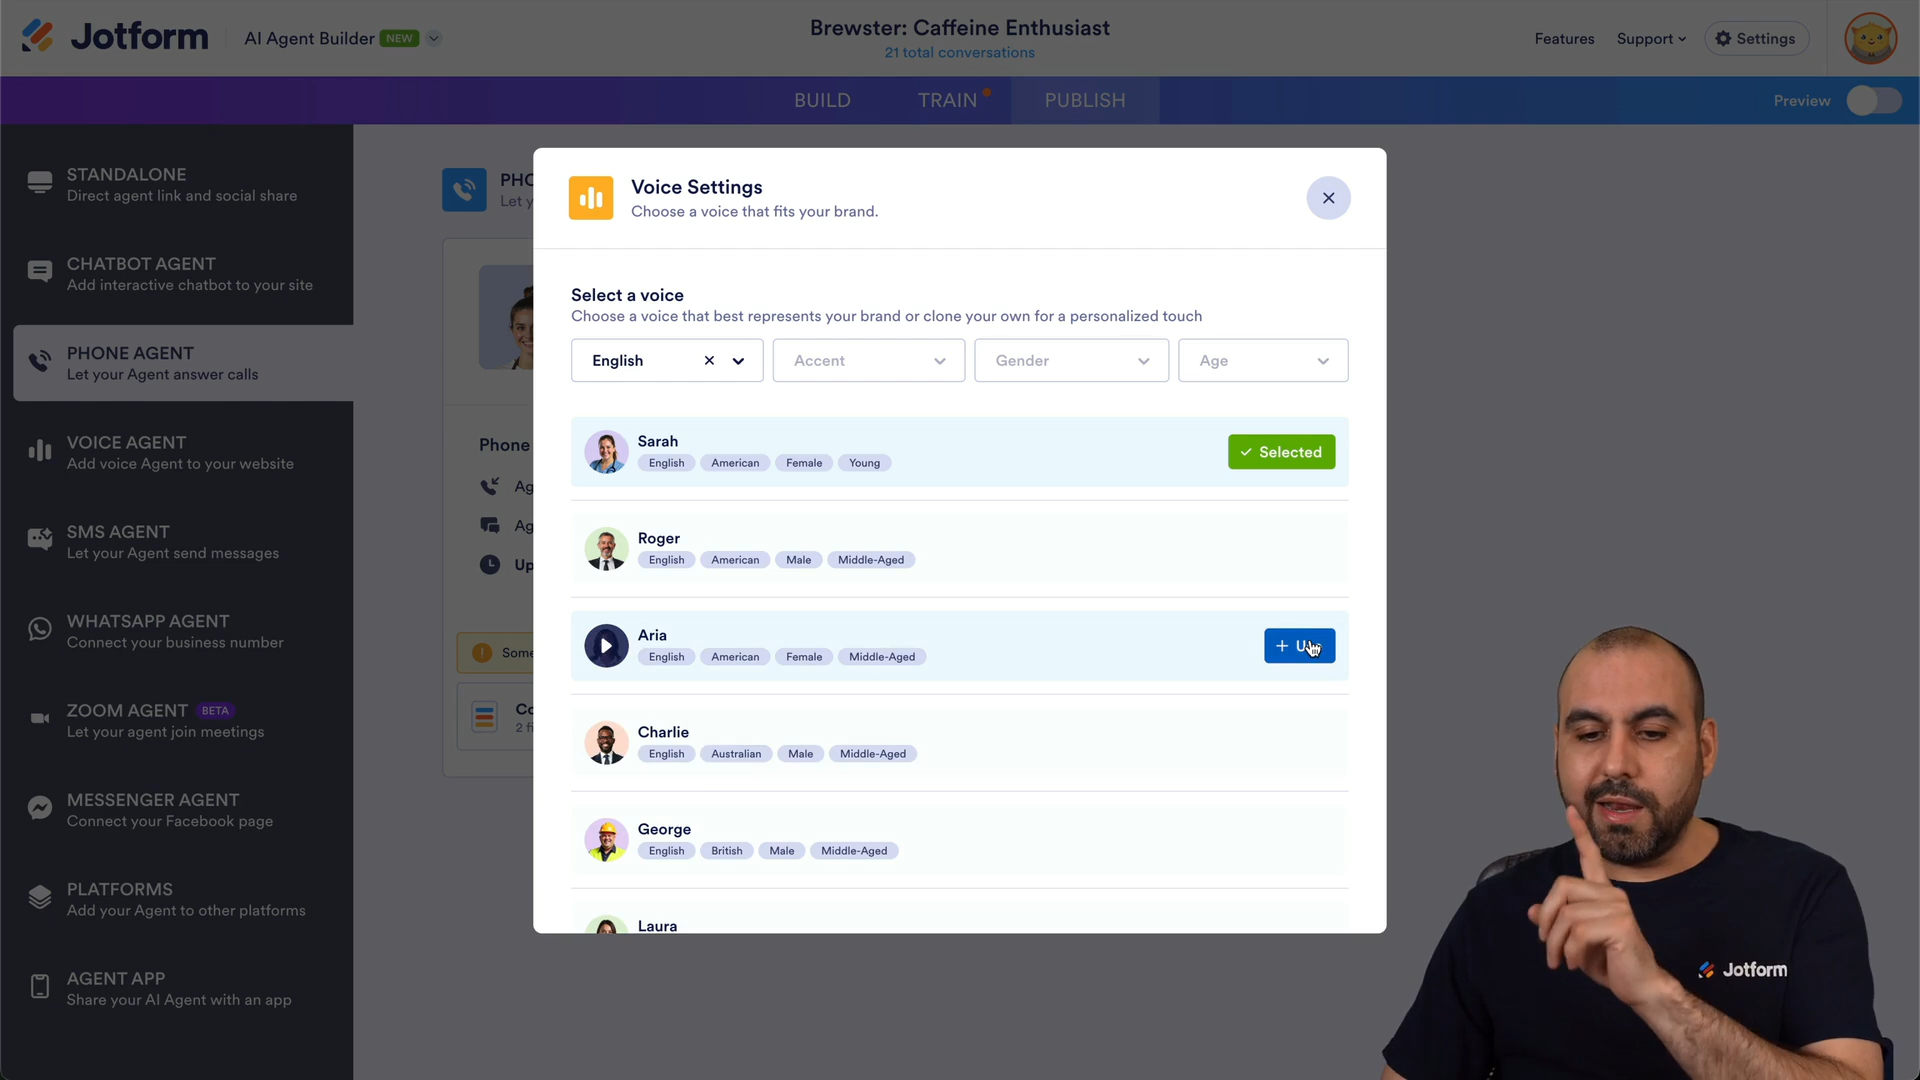 Jotform
AI Agent Builder NEW
Brewster: Caffeine Enthusiast
21 total conversations
Features
Support
Settings
BUILD
TRAIN
PUBLISH
Preview
STANDALONE
Direct agent link and social share
CHATBOT AGENT
Add interactive chatbot to your site
PHONE AGENT
Let your Agent answer calls
VOICE AGENT
Add voice Agent to your website
SMS AGENT
Let your Agent send messages
WHATSAPP AGENT
Connect your business number
ZOOM AGENT BETA
Let your agent join meetings
MESSENGER AGENT
Connect your Facebook page
PLATFORMS
Add your Agent to other platforms
AGENT APP
Share your AI Agent with an app
Phone
Voice Settings
Choose a voice that fits your brand.
Select a voice
Choose a voice that best represents your brand or clone your own for a personalized touch
English
Accent
Gender
Age
Sarah
English American Female Young
Selected
Roger
English American Male Middle-Aged
Aria
English American Female Middle-Aged
Charlie
English Australian Male Middle-Aged
George
English British Male Middle-Aged
Laura
Jotform